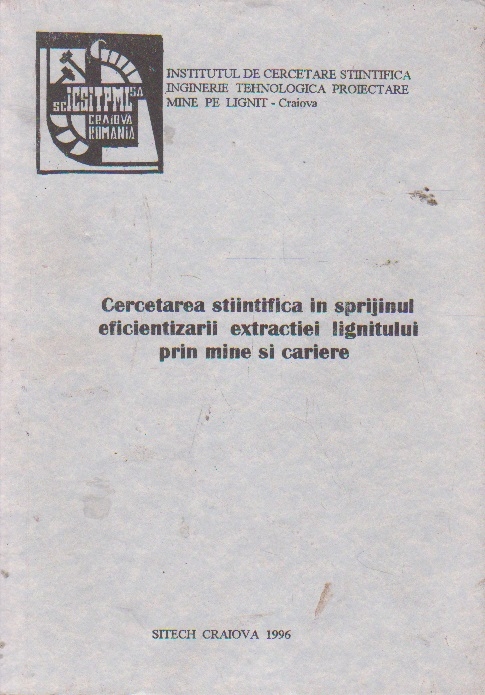 INSTITUTUL DE CERCETARE STIINTIFICA
INGINERIE TEHNOLOGICA PROIECTARE
MINE PE LIGNIT - Craiova
SC ICSITPML SA
CRAIOVA
ROMANIA
Cercetarea stiintifica in sprijinul
eficientizarii extractiei lignitului
prin mine si cariere
SITECH CRAIOVA 1996